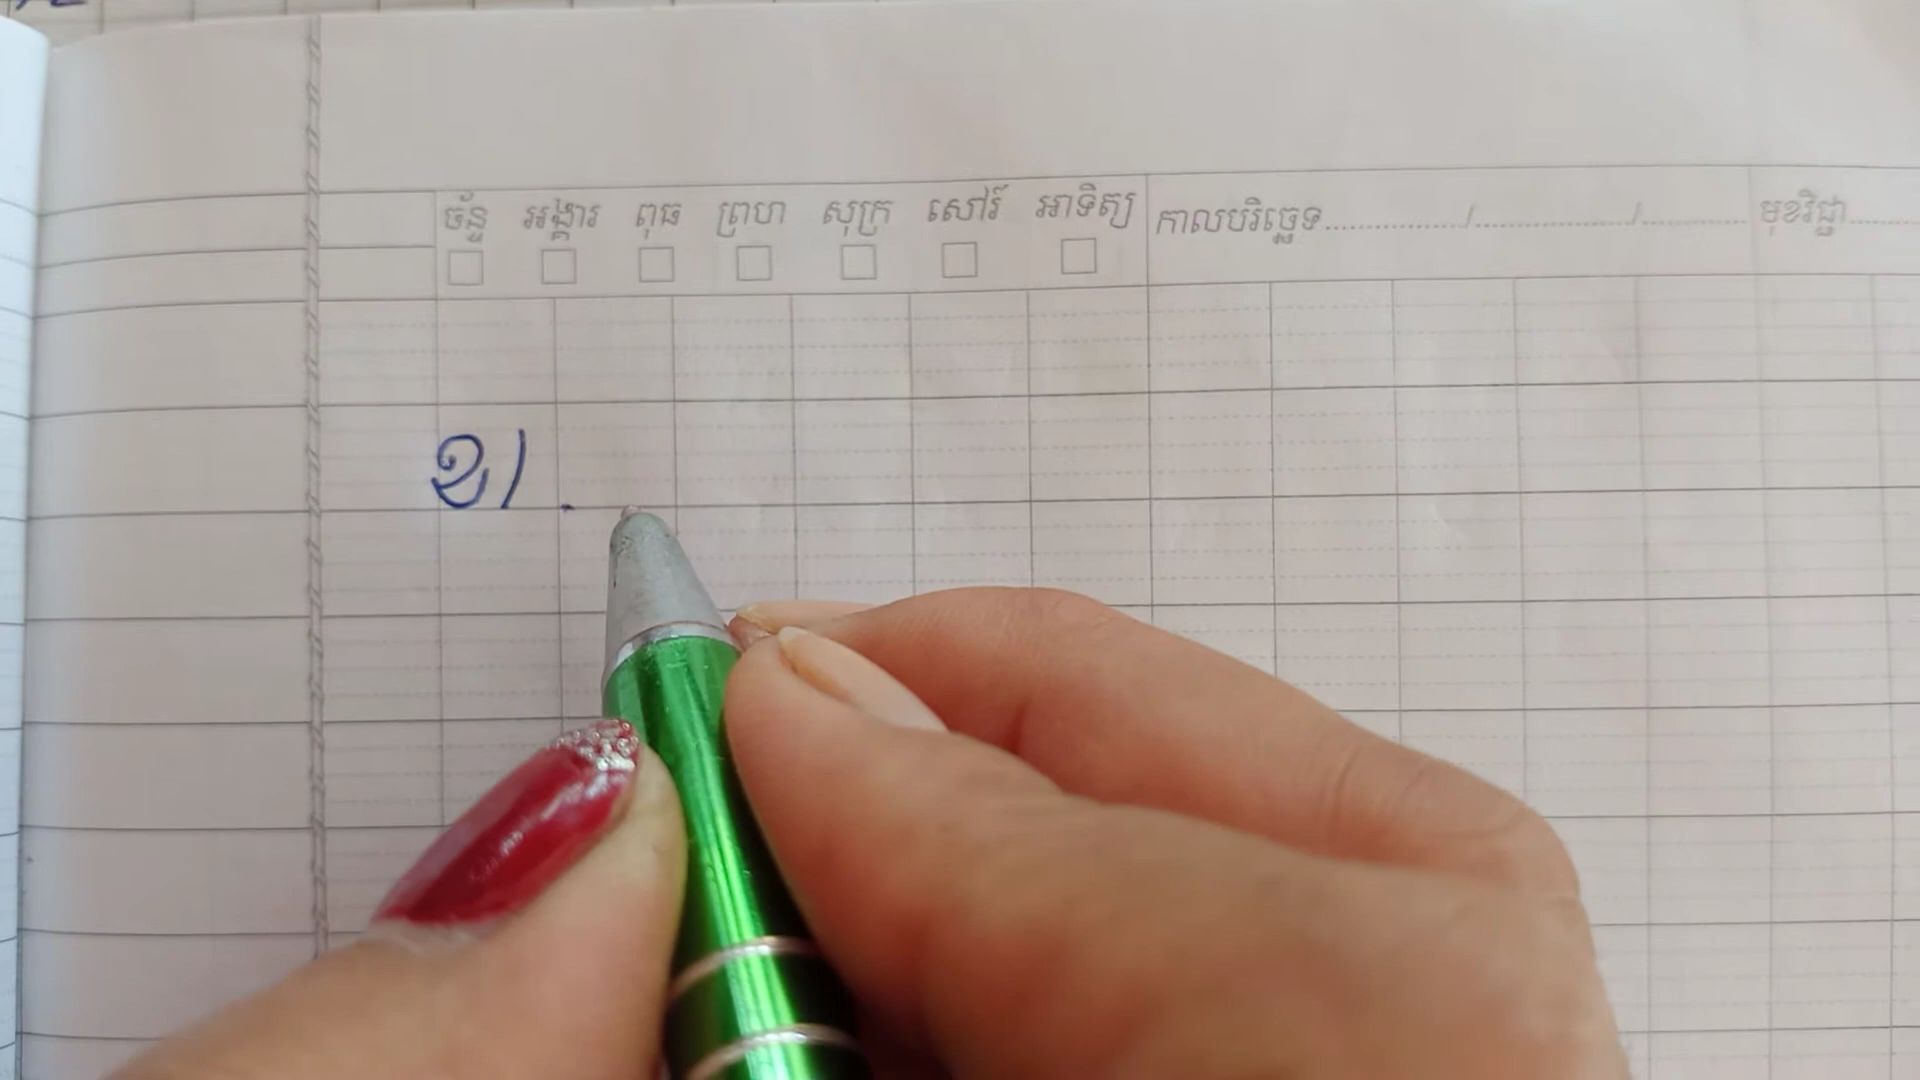 ច័ន្ទ អង្គារ ពុធ ព្រហ សុក្រ សៅរ៍ អាទិត្យ កាលបរិច្ឆេទ............/............/............ មុខវិជ្ជា......